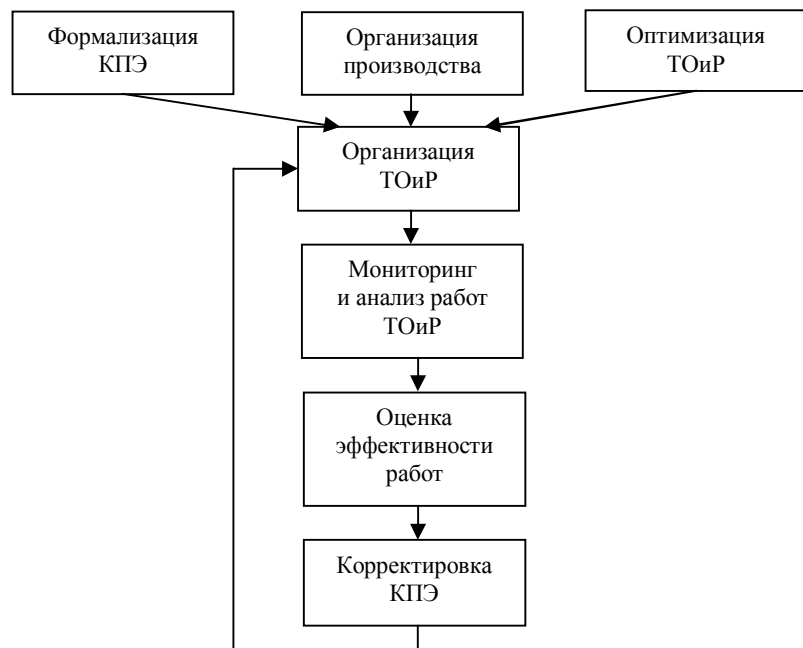 Формализация
КПЭ
Организация
производства
Оптимизация
ТОиР
Организация
ТОиР
Мониторинг
и анализ работ
ТОиР
Оценка
эффективности
работ
Корректировка
КПЭ